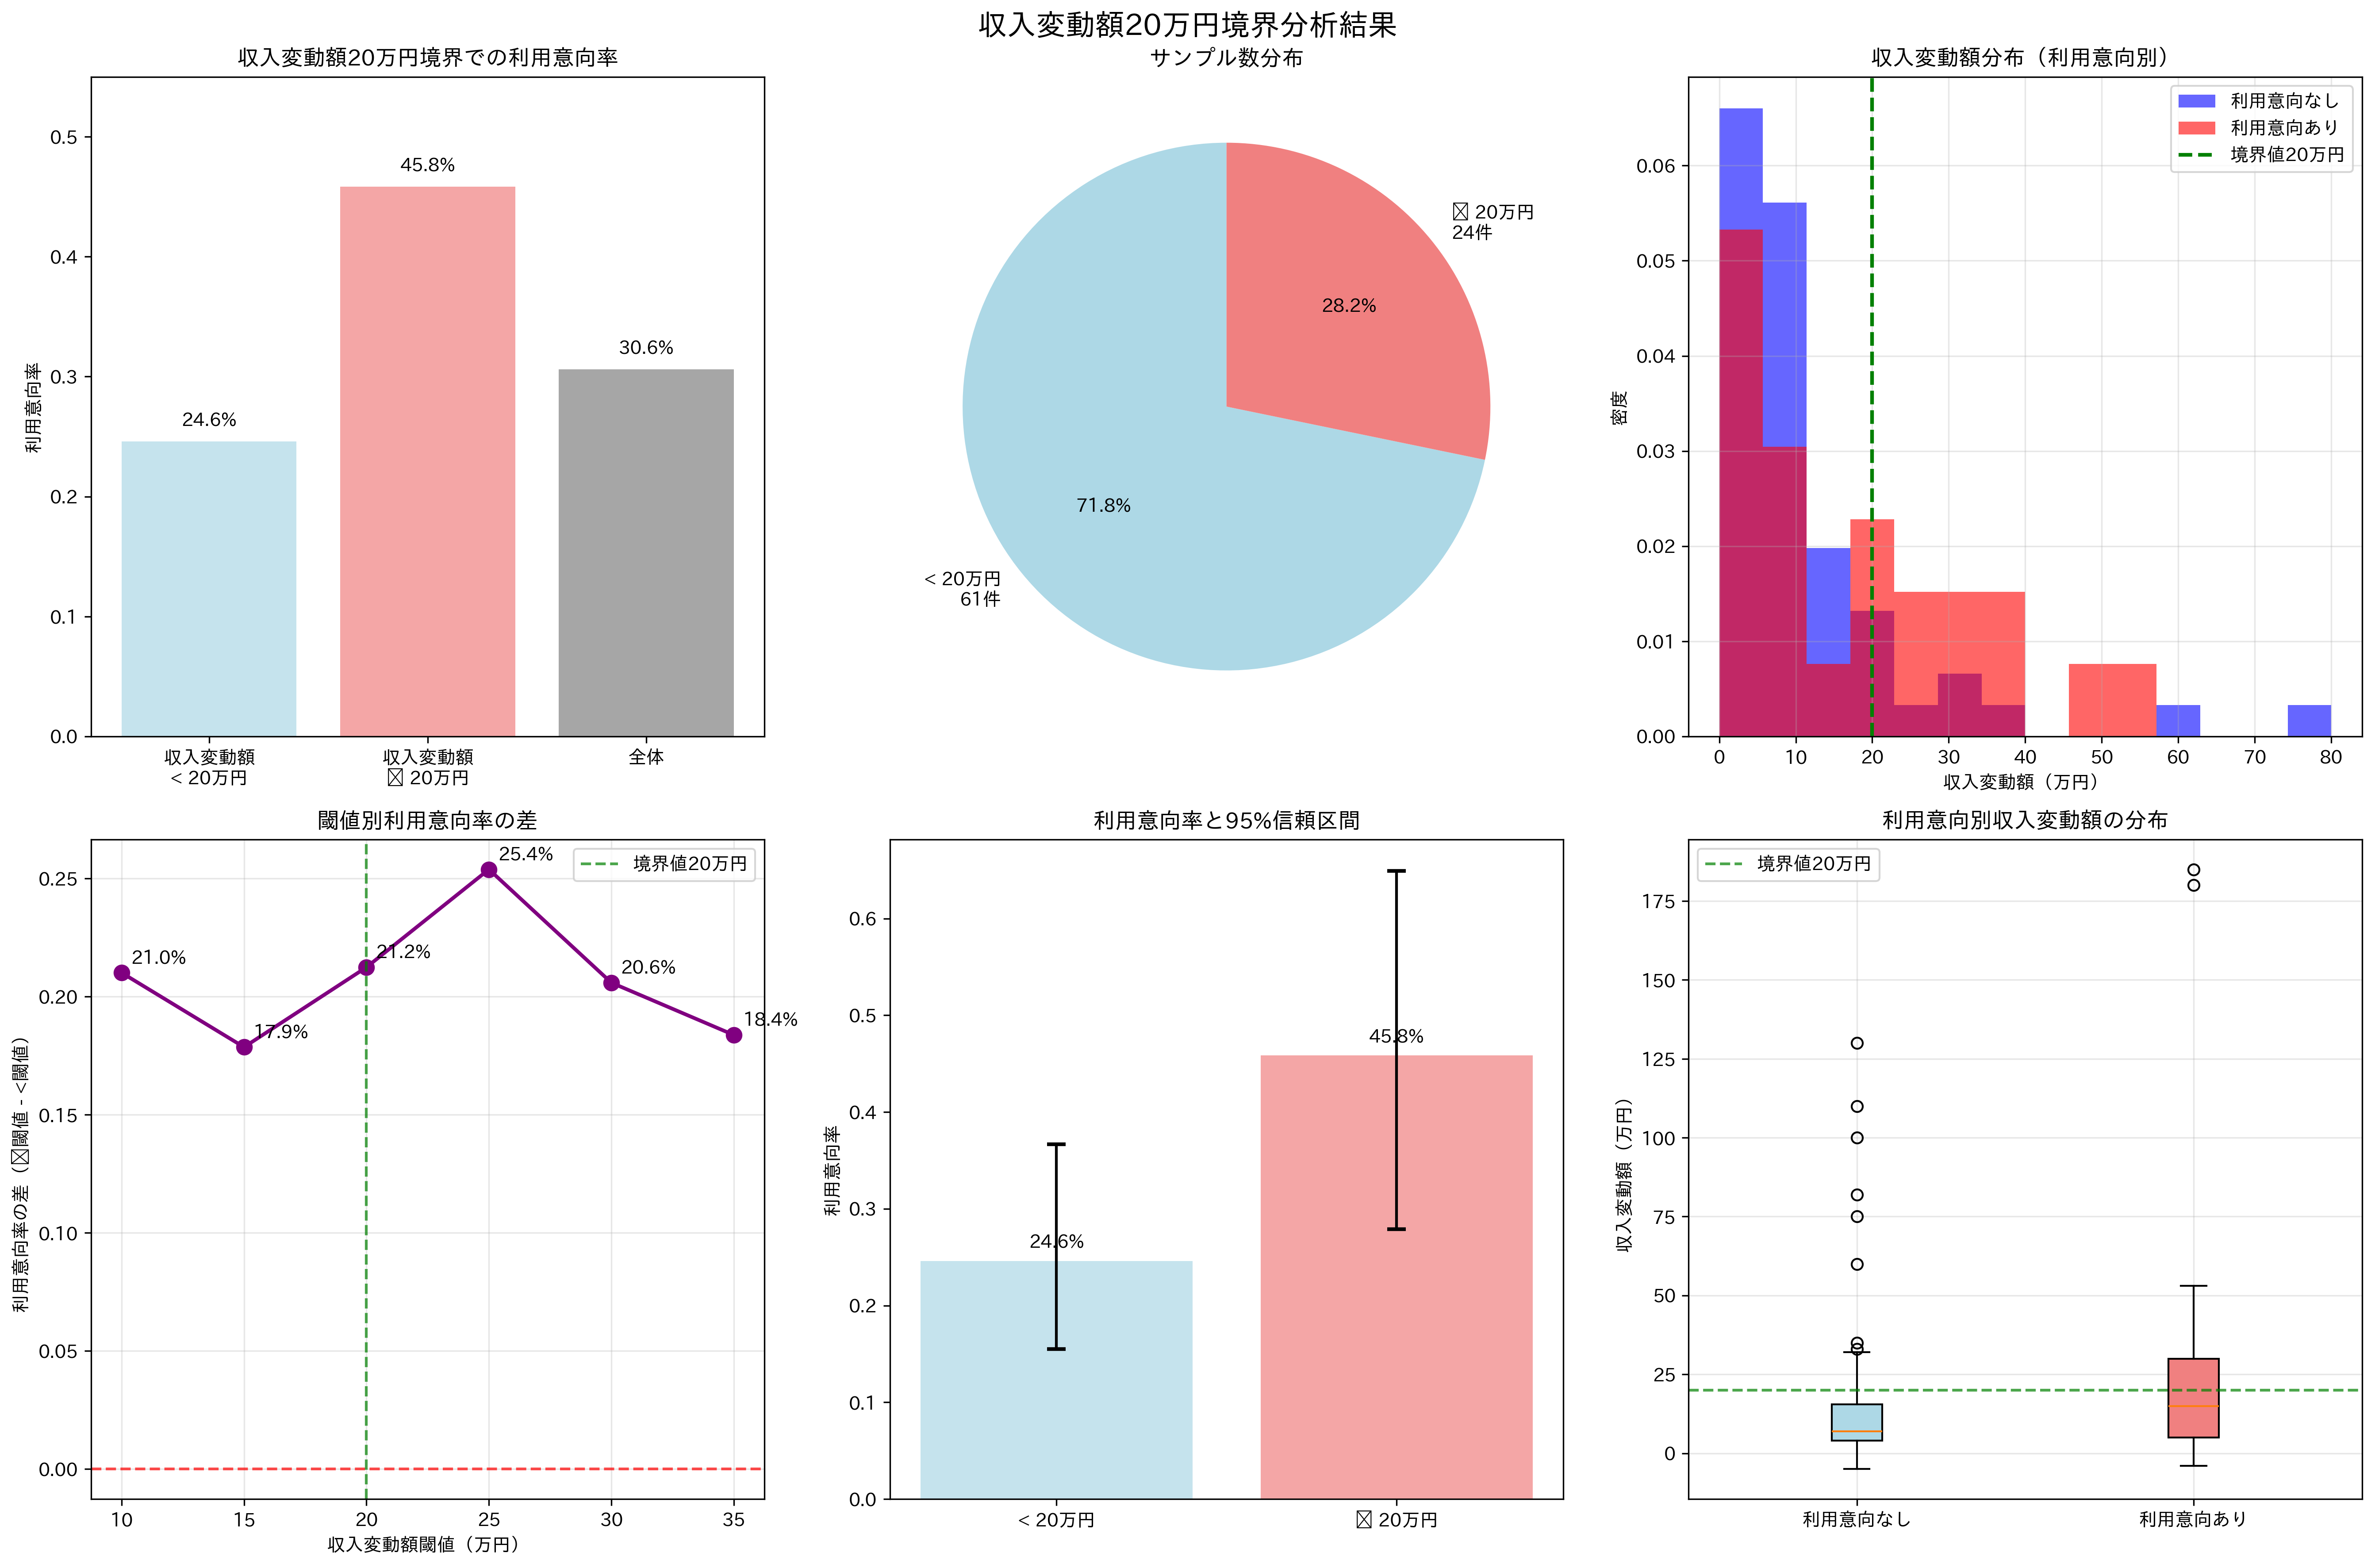 収入変動額20万円境界分析結果
収入変動額20万円境界での利用意向率
利用意向率
0.5
0.4
0.3
0.2
0.1
0.0
24.6%
45.8%
30.6%
収入変動額
< 20万円
収入変動額
20万円
全体
サンプル数分布
20万円
24件
28.2%
71.8%
< 20万円
61件
収入変動額分布（利用意向別）
利用意向なし
利用意向あり
境界値20万円
密度
0.06
0.05
0.04
0.03
0.02
0.01
0.00
0 10 20 30 40 50 60 70 80
収入変動額（万円）
閾値別利用意向率の差
境界値20万円
利用意向率の差（閾値 - <閾値）
0.25
0.20
0.15
0.10
0.05
0.00
21.0%
17.9%
21.2%
25.4%
20.6%
18.4%
10 15 20 25 30 35
収入変動額閾値（万円）
利用意向率と95%信頼区間
利用意向率
0.6
0.5
0.4
0.3
0.2
0.1
0.0
24.6%
45.8%
< 20万円
20万円
利用意向別収入変動額の分布
境界値20万円
収入変動額（万円）
175
150
125
100
75
50
25
0
利用意向なし
利用意向あり